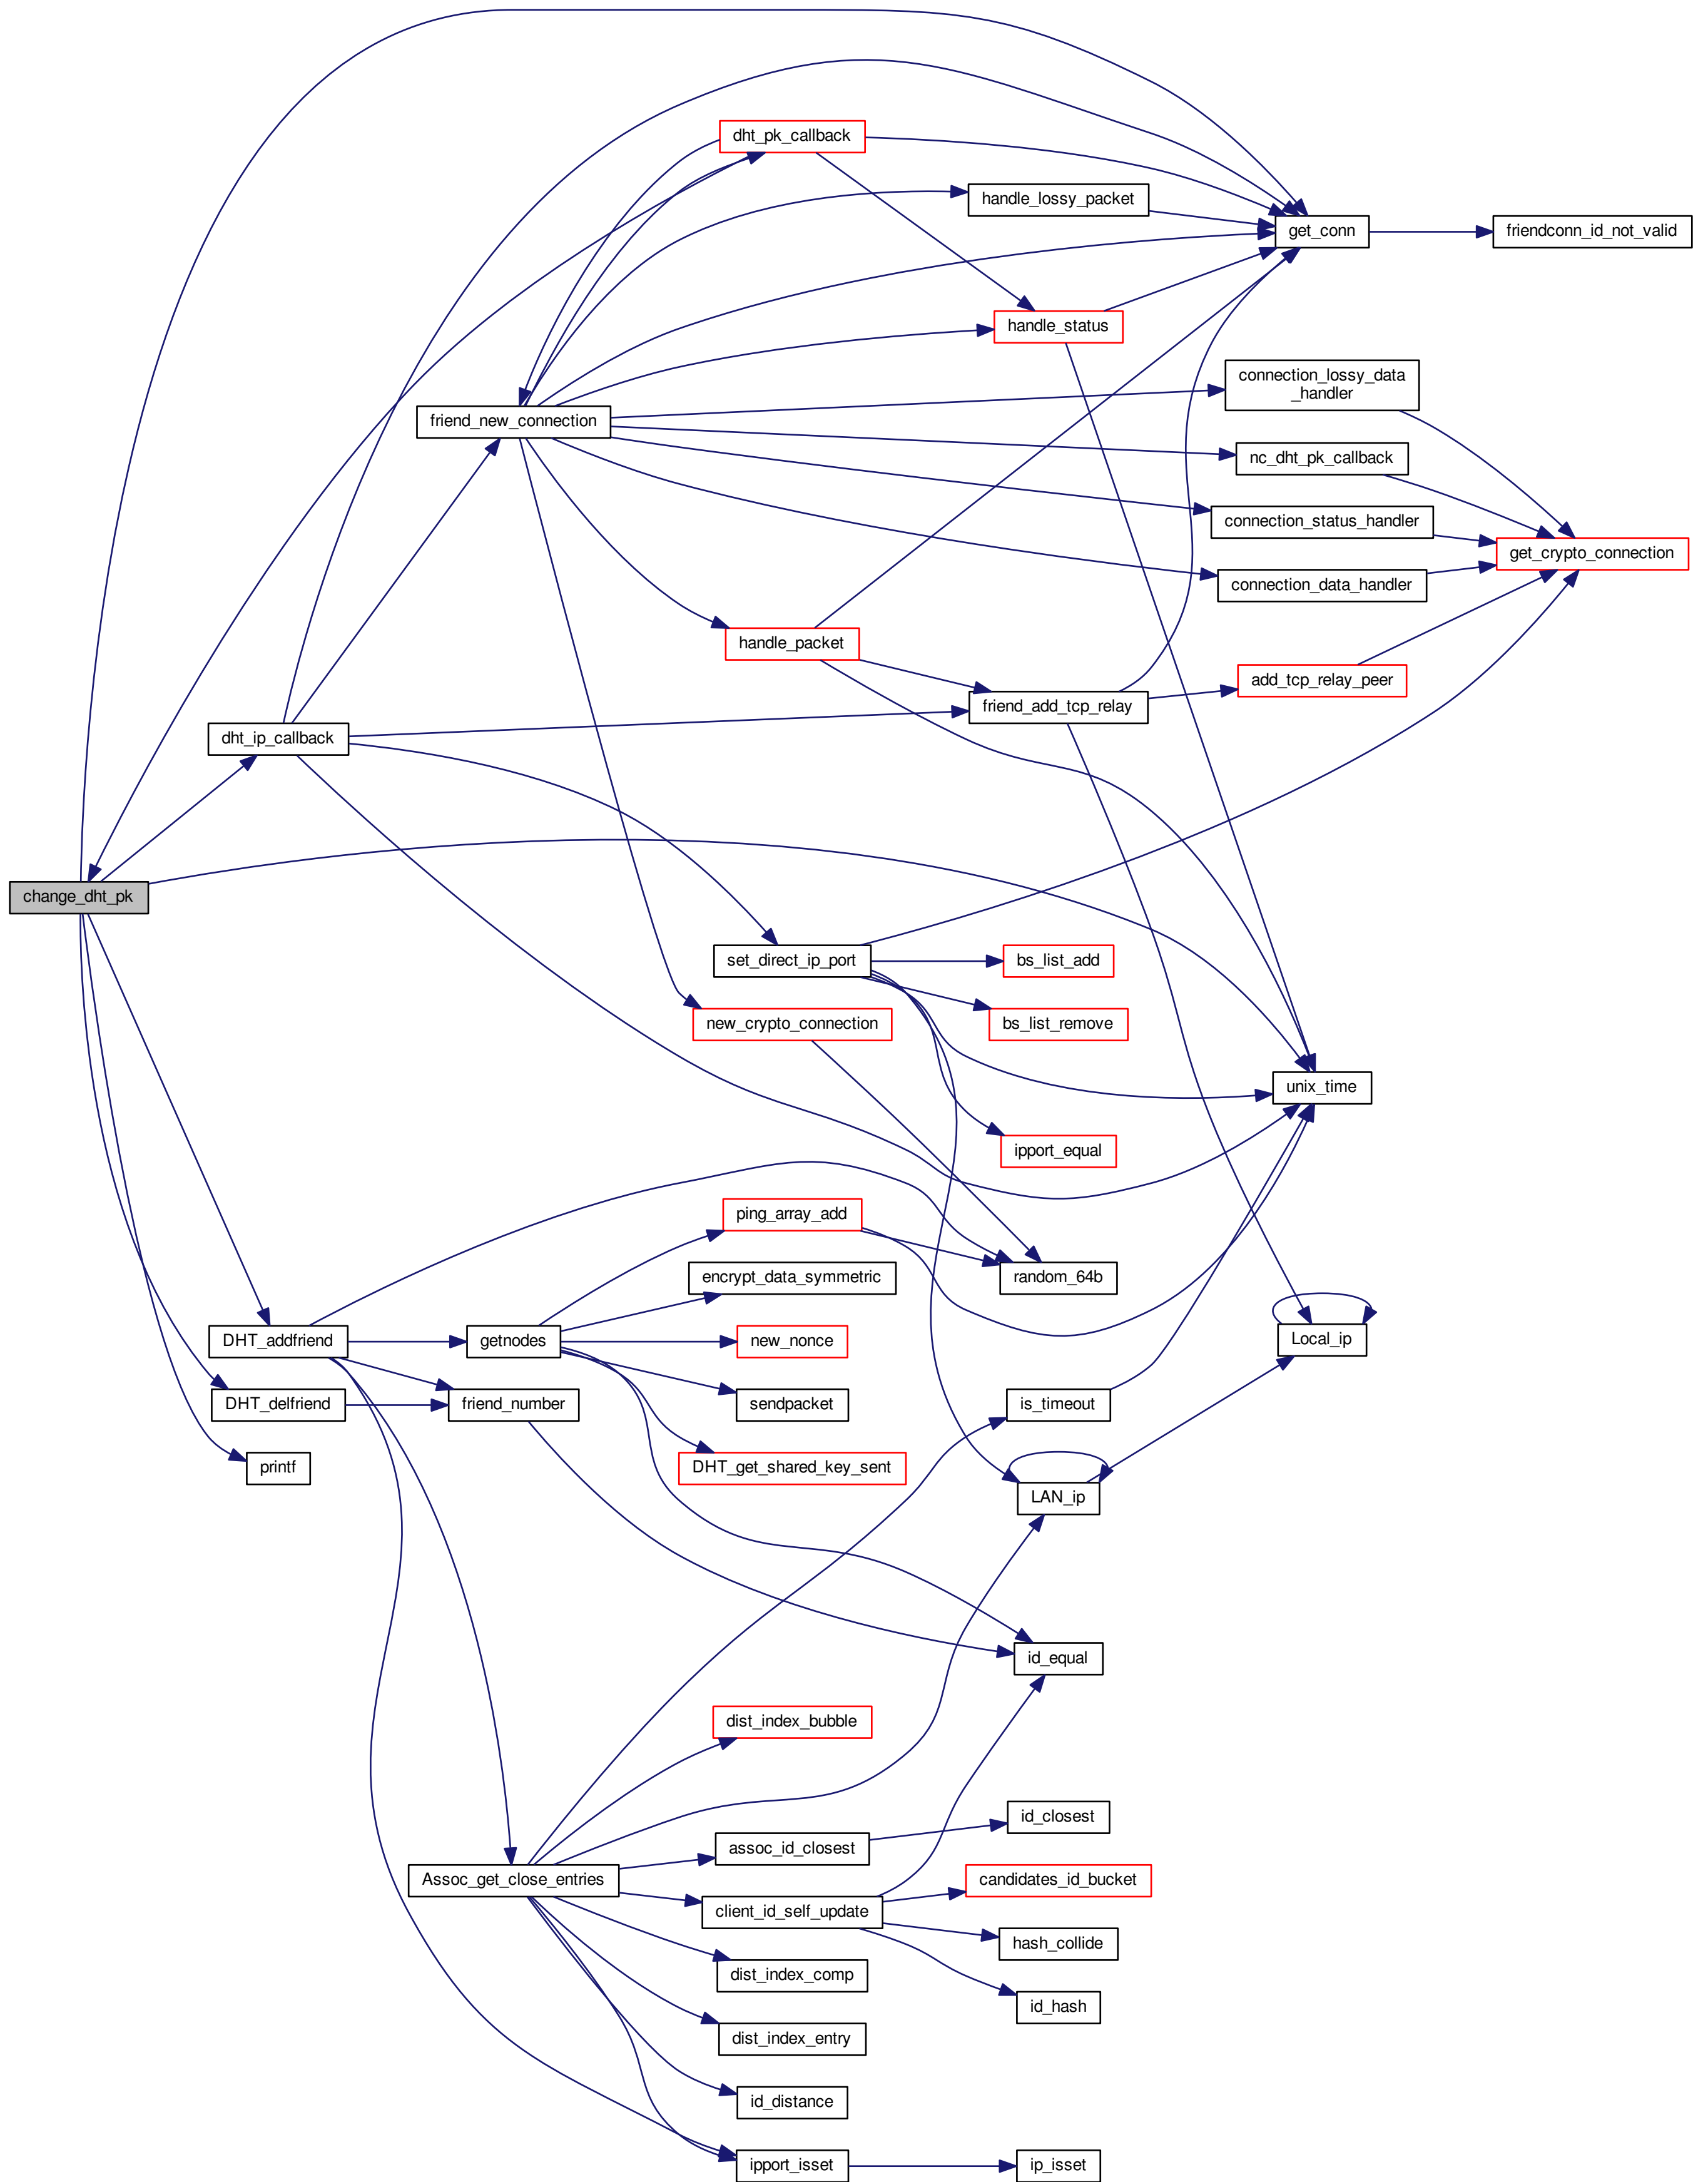 dht_pk_callback
handle_lossy_packet
get_conn
friendconn_id_not_valid
handle_status
connection_lossy_data
_handler
friend_new_connection
nc_dht_pk_callback
connection_status_handler
get_crypto_connection
connection_data_handler
handle_packet
add_tcp_relay_peer
friend_add_tcp_relay
dht_ip_callback
change_dht_pk
set_direct_ip_port
bs_list_add
new_crypto_connection
bs_list_remove
unix_time
ipport_equal
ping_array_add
encrypt_data_symmetric
random_64b
DHT_addfriend
getnodes
new_nonce
Local_ip
DHT_delfriend
friend_number
sendpacket
is_timeout
printf
DHT_get_shared_key_sent
LAN_ip
id_equal
dist_index_bubble
id_closest
assoc_id_closest
Assoc_get_close_entries
candidates_id_bucket
client_id_self_update
hash_collide
dist_index_comp
id_hash
dist_index_entry
id_distance
ipport_isset
ip_isset